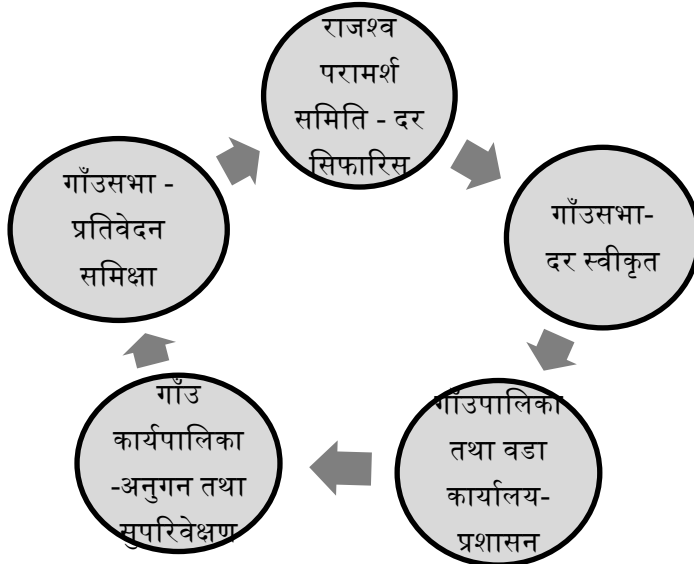 राजश्व
परामर्श
समिति - दर
सिफारिस
गाँउसभा-
दर स्वीकृत
गाँउपालिका
तथा वडा
कार्यालय-
प्रशासन
गाँउ
कार्यपालिका
-अनुगन तथा
सुपरिवेक्षण
गाँउसभा -
प्रतिवेदन
समिक्षा